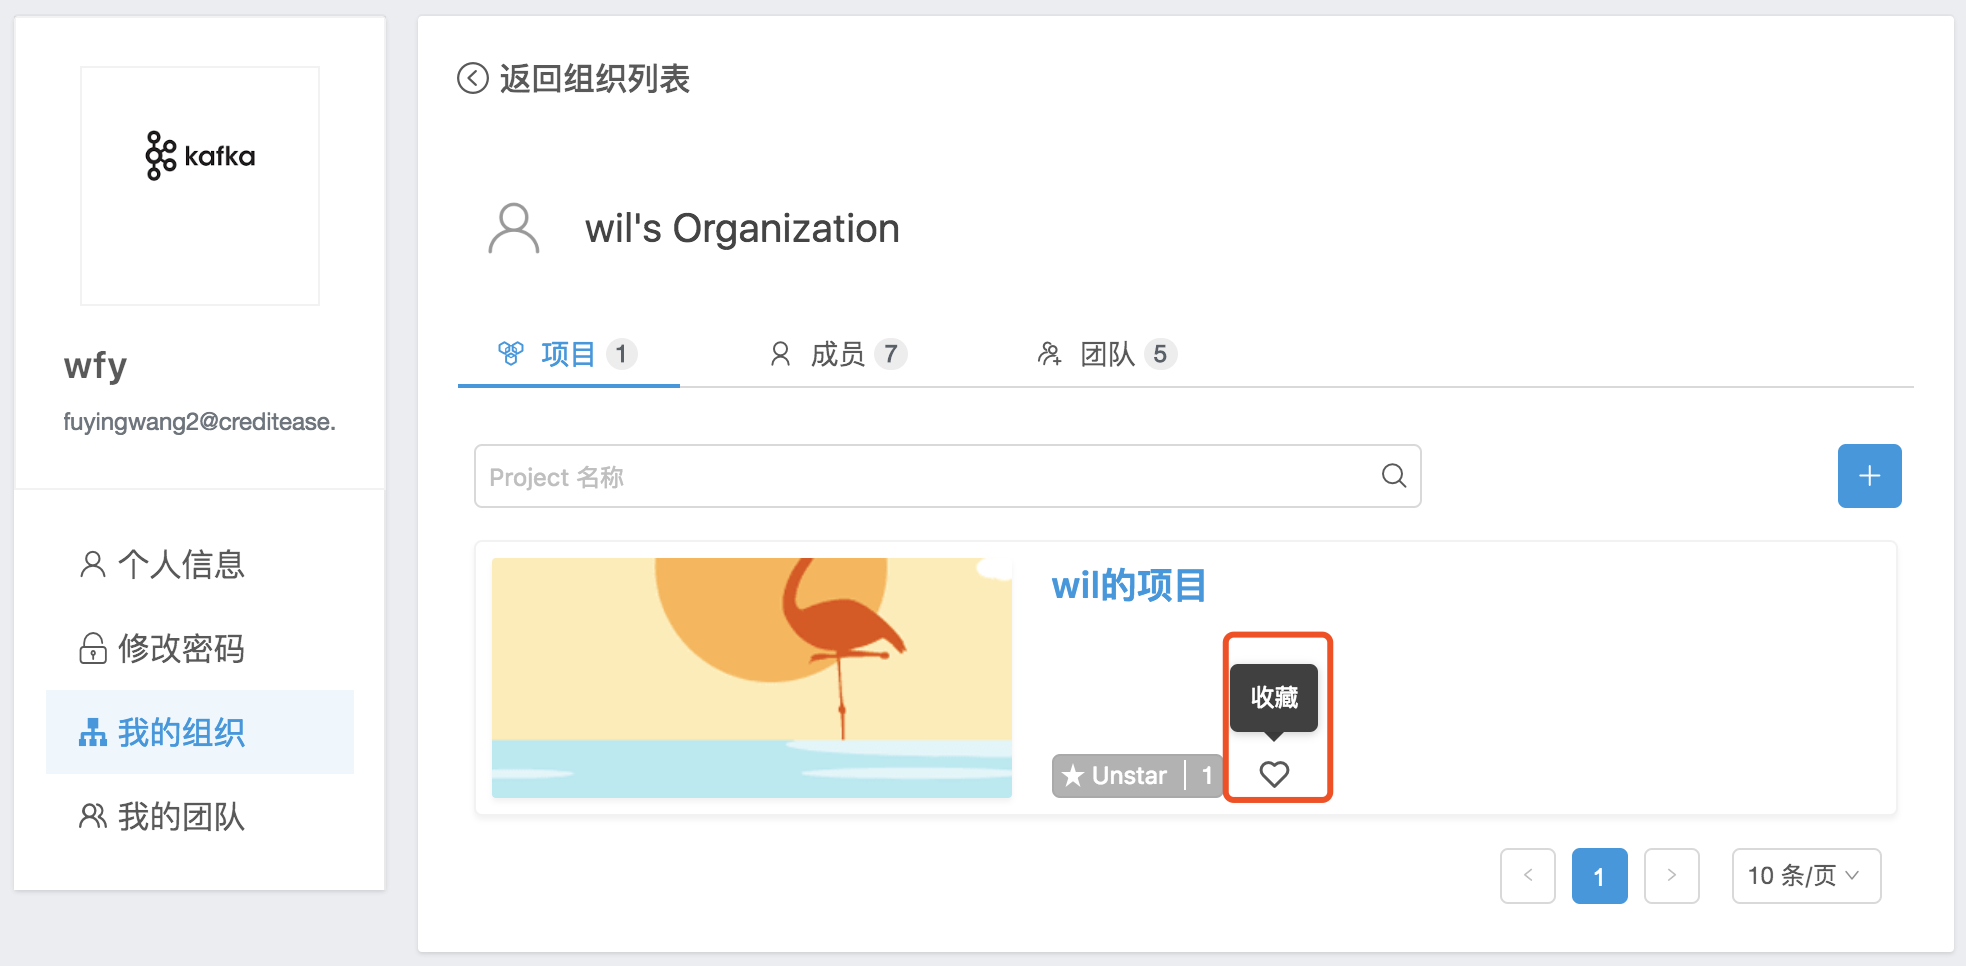 kafka
wfy
fuyingwang2@creditease.
个人信息
修改密码
我的组织
我的团队
返回组织列表
wil's Organization
项目 1 成员 7 团队 5
Project 名称
wil的项目
收藏
Unstar 1
1 10 条/页